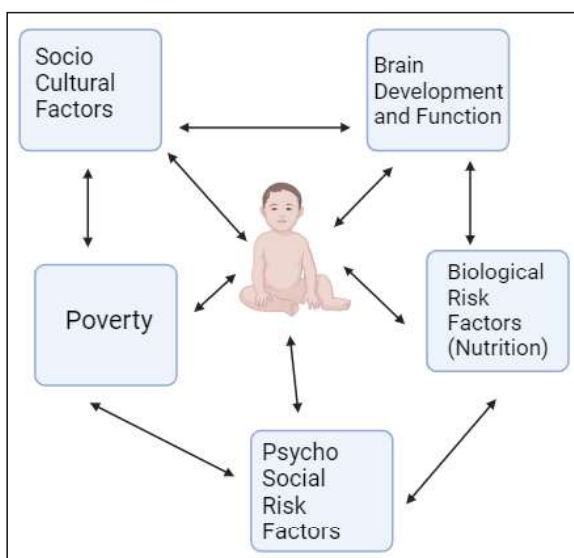 Socio
Cultural
Factors
Brain
Development
and Function
Poverty
Biological
Risk
Factors
(Nutrition)
Psycho
Social
Risk
Factors